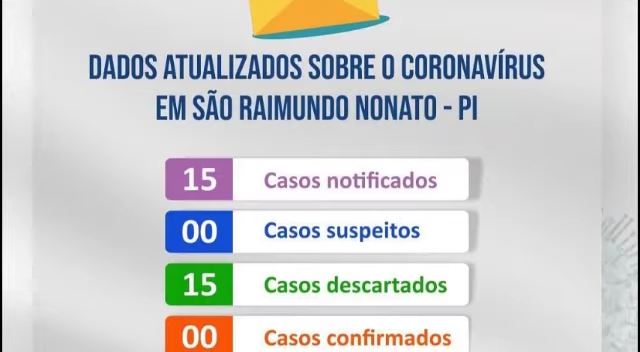 DADOS ATUALIZADOS SOBRE O CORONAVÍRUS
EM SÃO RAIMUNDO NONATO - PI
15 Casos notificados
00 Casos suspeitos
15 Casos descartados
00 Casos confirmados